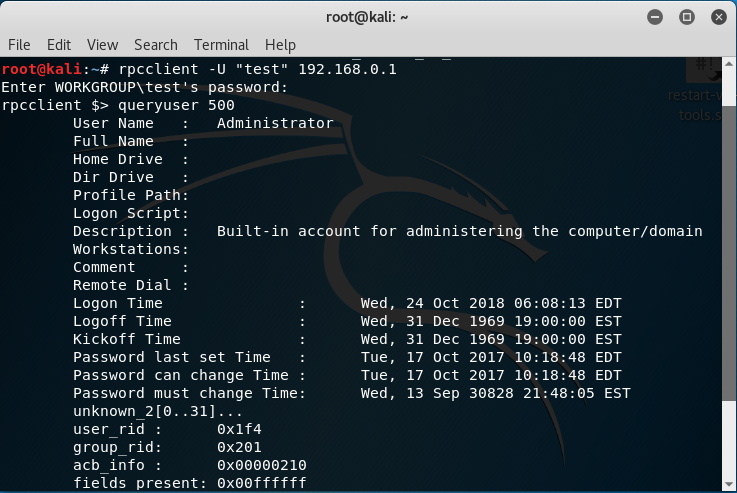 root@kali: ~
File Edit View Search Terminal Help
root@kali:~# rpcclient -U "test" 192.168.0.1
Enter WORKGROUP\test's password:
rpcclient $> queryuser 500
User Name : Administrator
Full Name :
Home Drive :
Dir Drive :
Profile Path:
Logon Script:
Description : Built-in account for administering the computer/domain
Workstations:
Comment :
Remote Dial :
Logon Time : Wed, 24 Oct 2018 06:08:13 EDT
Logoff Time : Wed, 31 Dec 1969 19:00:00 EST
Kickoff Time : Wed, 31 Dec 1969 19:00:00 EST
Password last set Time : Tue, 17 Oct 2017 10:18:48 EDT
Password can change Time : Tue, 17 Oct 2017 10:18:48 EDT
Password must change Time: Wed, 13 Sep 30828 21:48:05 EST
unknown_2[0..31]...
user_rid : 0x1f4
group_rid: 0x201
acb_info : 0x00000210
fields_present: 0x00ffffff
#!